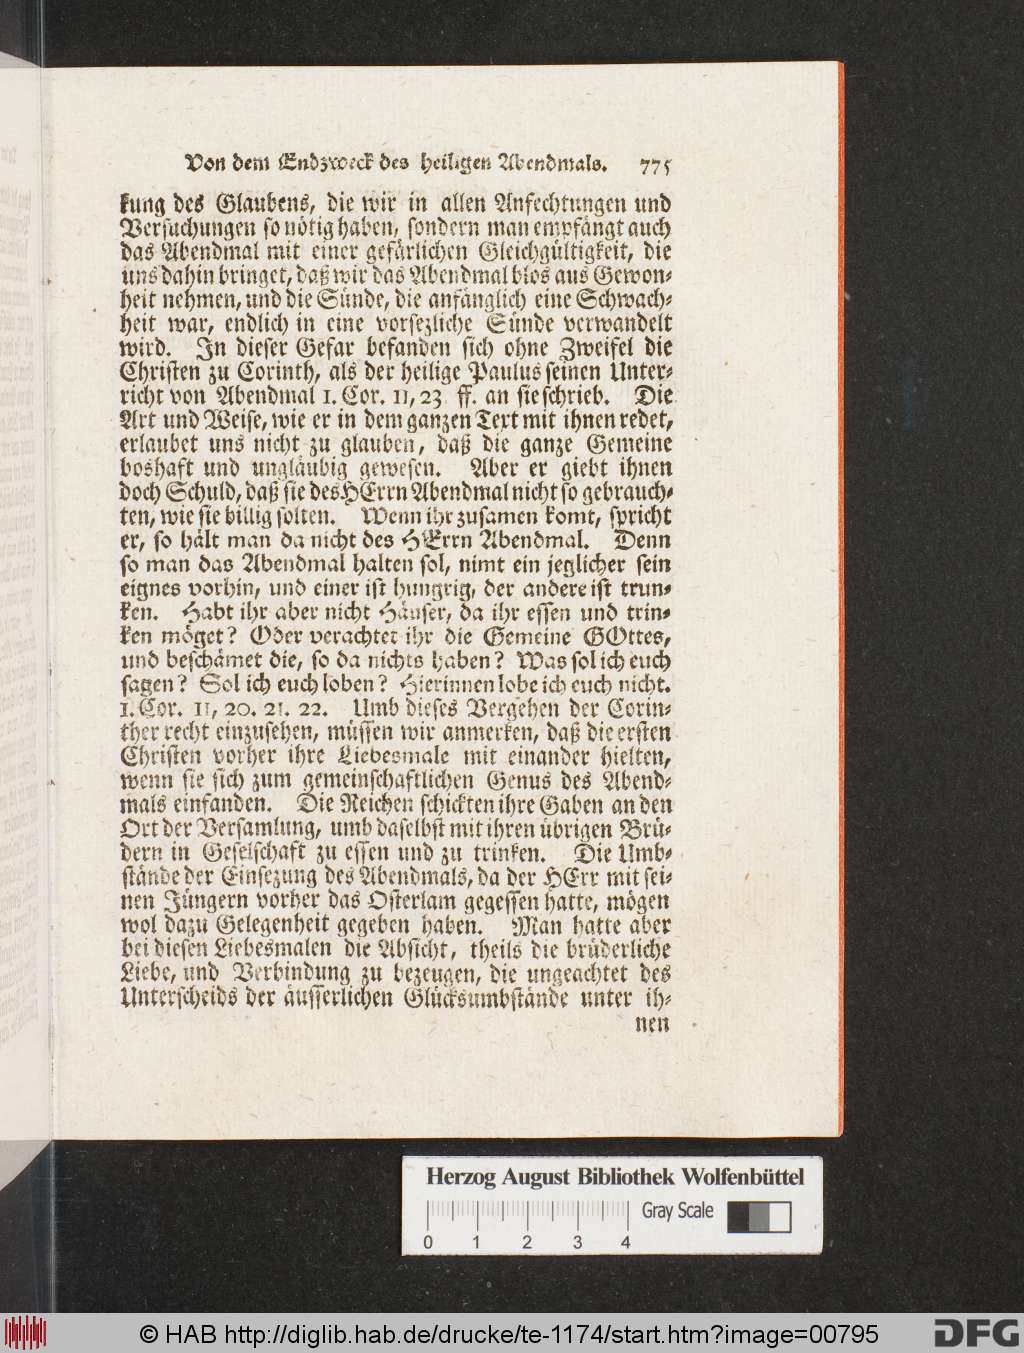 Von dem Endzweck des heiligen Abendmals. 775
kung des Glaubens, die wir in allen Anfechtungen und
Versuchungen so nötig haben, sondern man empfängt auch
das Abendmal mit einer gefärlichen Gleichgültigkeit, die
uns dahin bringet, daß wir das Abendmal blos aus Gewon-
heit nehmen, und die Sünde, die anfänglich eine Schwach-
heit war, endlich in eine vorsezliche Sünde verwandelt
wird. In dieser Gefar befanden sich ohne Zweifel die
Christen zu Corinth, als der heilige Paulus seinen Unter-
richt von Abendmal 1. Cor. 11, 23 ff. an sie schrieb. Die
Art und Weise, wie er in dem ganzen Text mit ihnen redet,
erlaubet uns nicht zu glauben, daß die ganze Gemeine
boshaft und ungläubig gewesen. Aber er giebt ihnen
doch Schuld, daß sie des HErrn Abendmal nicht so gebrauch-
ten, wie sie billig solten. Wenn ihr zusamen komt, spricht
er, so hält man da nicht des HErrn Abendmal. Denn
so man das Abendmal halten sol, nimt ein jeglicher sein
eignes vorhin, und einer ist hungrig, der andere ist trun-
ken. Habt ihr aber nicht Häuser, da ihr essen und trin-
ken möget? Oder verachtet ihr die Gemeine GOttes,
und beschämet die, so da nichts haben? Was sol ich euch
sagen? Sol ich euch loben? Hierinnen lobe ich euch nicht.
1. Cor. 11, 20. 21. 22. Umb dieses Vergehen der Corin-
ther recht einzusehen, müssen wir anmerken, daß die ersten
Christen vorher ihre Liebesmale mit einander hielten,
wenn sie sich zum gemeinschaftlichen Genus des Abend-
mals einfanden. Die Reichen schickten ihre Gaben an den
Ort der Versamlung, umb daselbst mit ihren übrigen Brü-
dern in Geselschaft zu essen und zu trinken. Die Umb-
stände der Einsezung des Abendmals, da der HErr mit sei-
nen Jüngern vorher das Osterlam gegessen hatte, mögen
wol dazu Gelegenheit gegeben haben. Man hatte aber
bei diesen Liebesmalen die Absicht, theils die brüderliche
Liebe, und Verbindung zu bezeugen, die ungeachtet des
Unterscheids der äusserlichen Glücksumbstände unter ih-
nen
Herzog August Bibliothek Wolfenbüttel
Gray Scale
0 1 2 3 4
© HAB http://diglib.hab.de/drucke/te-1174/start.htm?image=00795
DFG